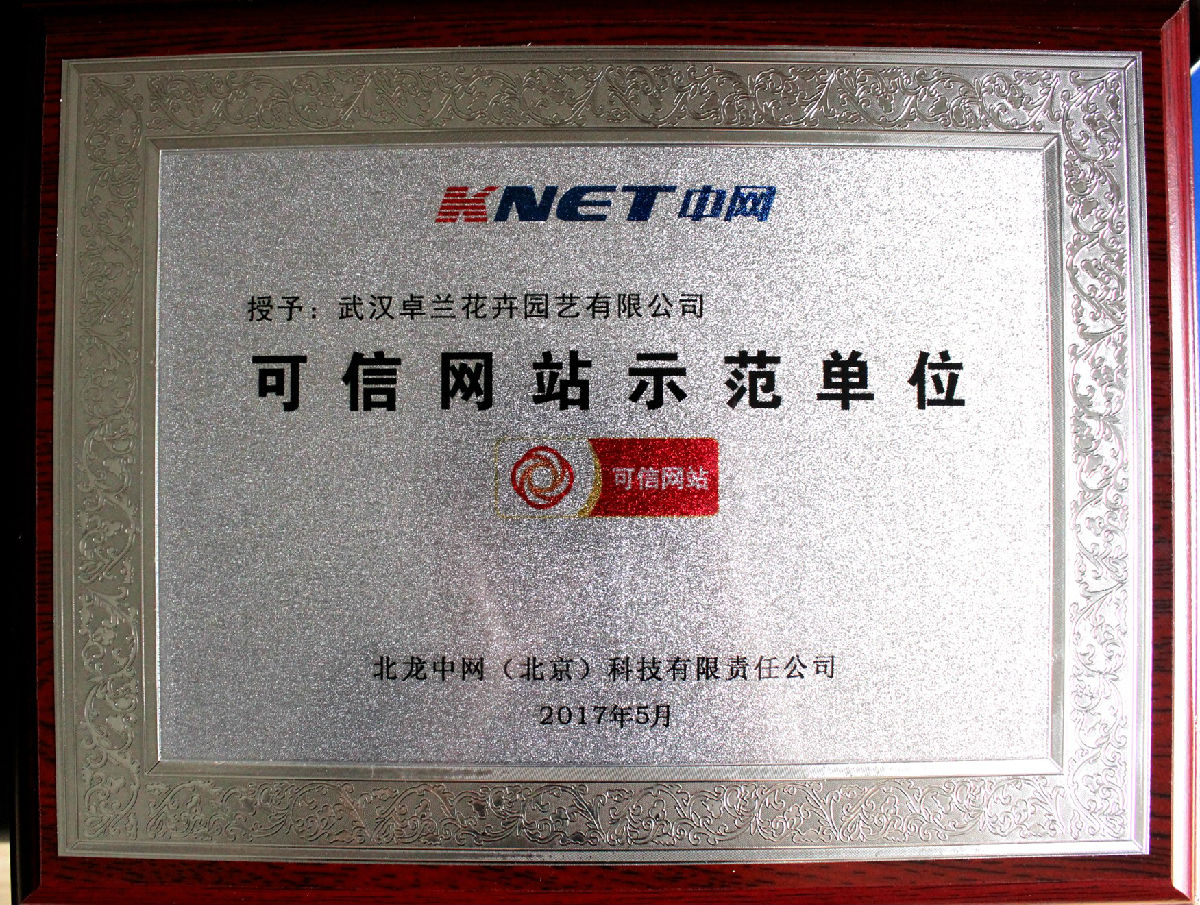 KNET中网
授予：武汉卓兰花卉园艺有限公司
可信网站示范单位
可信网站
北龙中网（北京）科技有限责任公司
2017年5月